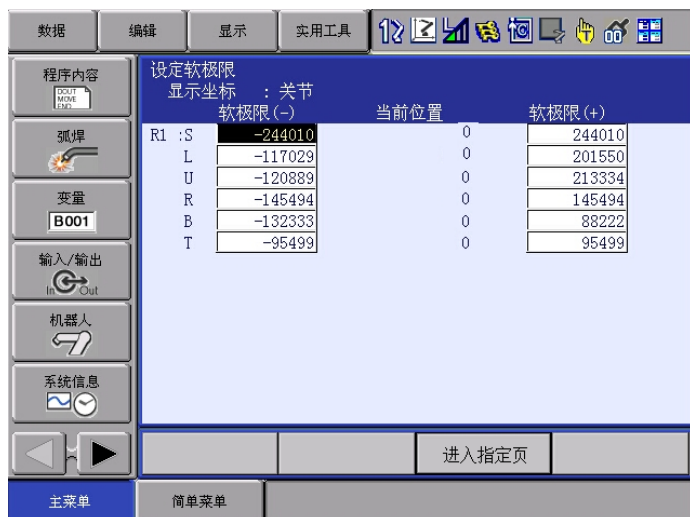 数据 编辑 显示 实用工具
程序内容
DOUT
MOVE
END
弧焊
变量
B001
输入/输出
In Out
机器人
系统信息
设定软极限
显示坐标 : 关节
软极限(-) 当前位置 软极限(+)
R1 :S -244010 0 244010
L -117029 0 201550
U -120889 0 213334
R -145494 0 145494
B -132333 0 88222
T -95499 0 95499
进入指定页
主菜单 简单菜单